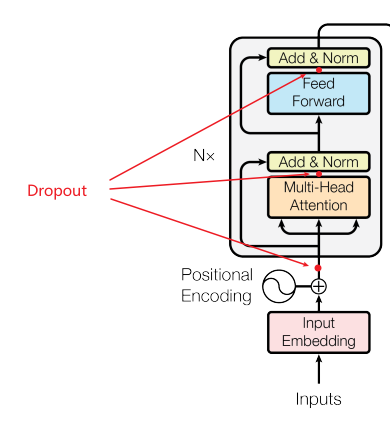 Add & Norm
Feed
Forward
N×
Add & Norm
Multi-Head
Attention
Dropout
Positional
Encoding
Input
Embedding
Inputs